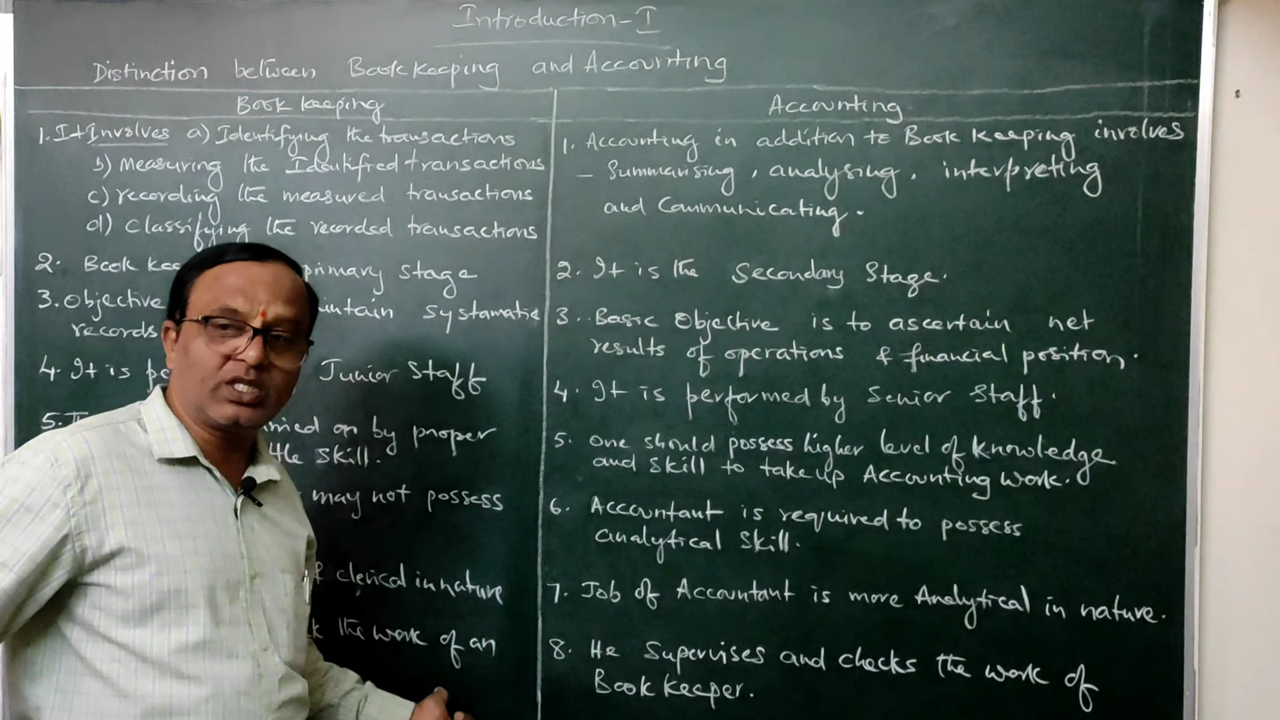 Introduction-I
Distinction between Book keeping and Accounting
Book keeping
1. It Involves a) Identifying the transactions
b) Measuring the Identified transactions
c) recording the measured transactions
d) Classifying the recorded transactions
2. Book primary stage
3. Objective systamatic
records
4. It is Junior Staff
5. on by proper
Skill.
may not possess
clerical in nature
the work of an
Accounting
1. Accounting in addition to Book keeping involves
- Summarising, analysing, interpreting
and Communicating.
2. It is the Secondary Stage.
3. Basic Objective is to ascertain net
results of operations & financial position.
4. It is performed by Senior Staff.
5. One should possess higher level of knowledge
and Skill to take up Accounting work.
6. Accountant is required to possess
analytical Skill.
7. Job of Accountant is more Analytical in nature.
8. He Supervises and checks the work of
Book keeper.